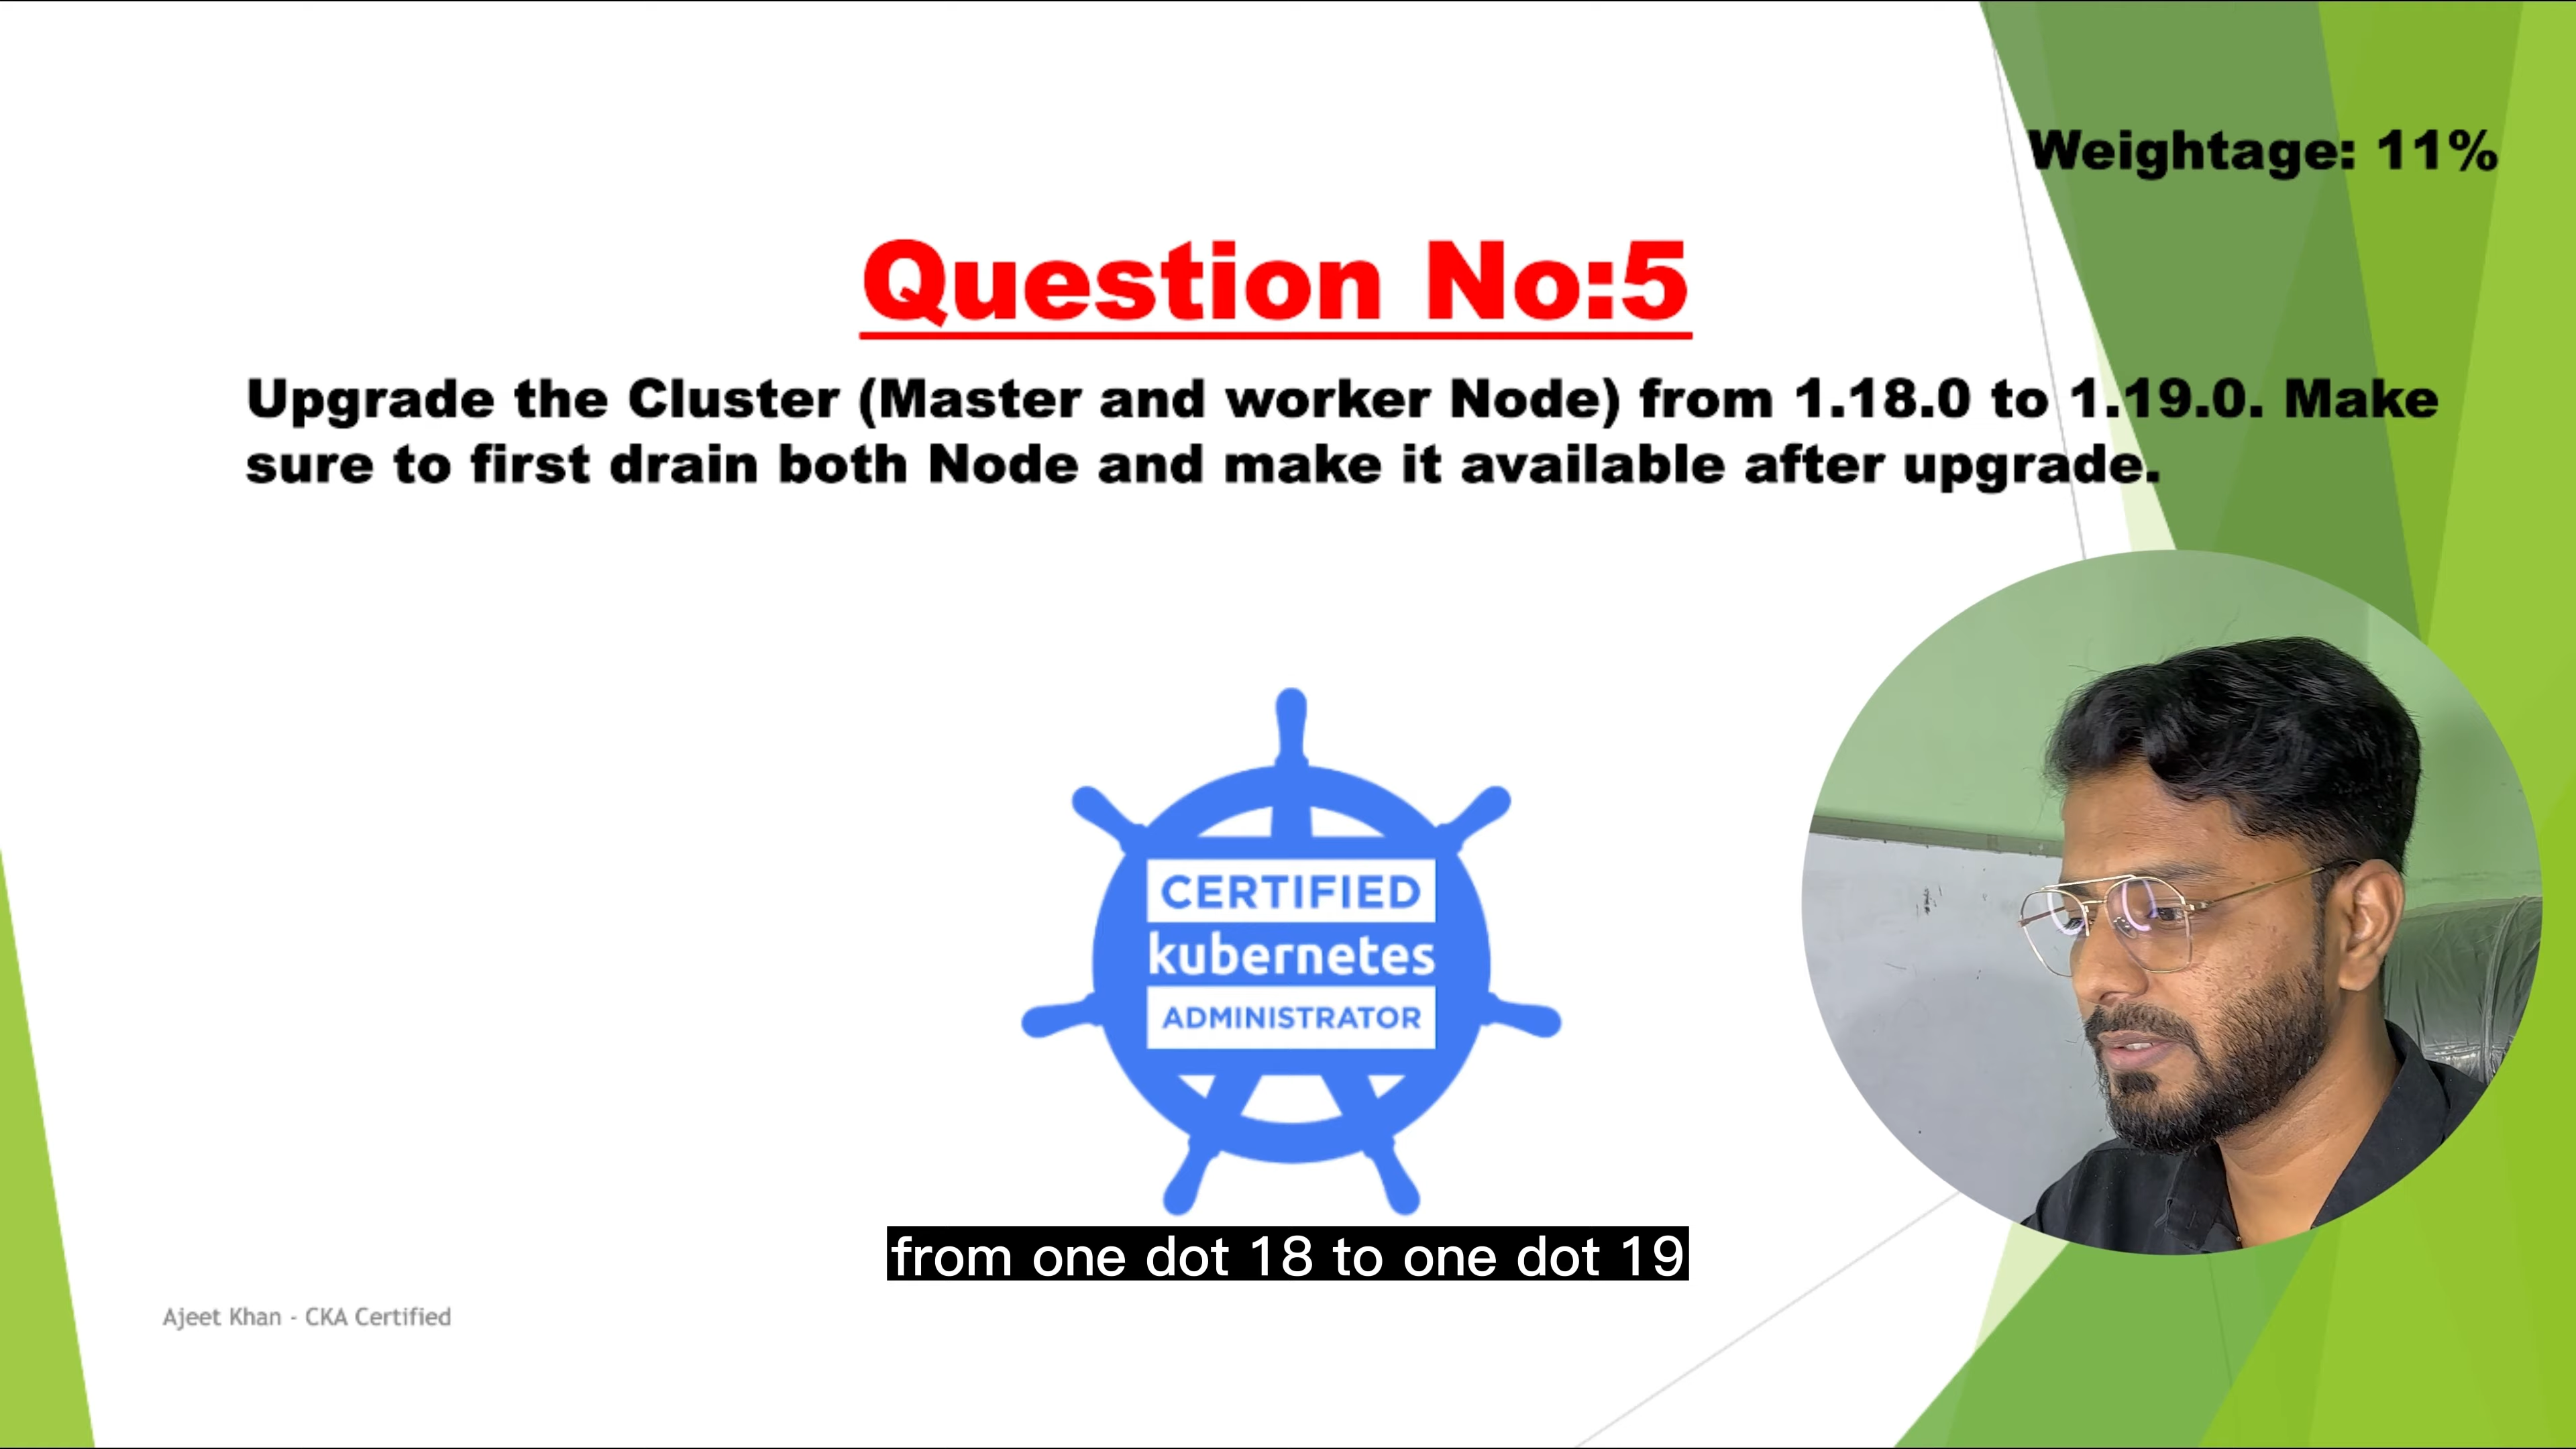 Weightage: 11%
Question No:5
Upgrade the Cluster (Master and worker Node) from 1.18.0 to 1.19.0. Make
sure to first drain both Node and make it available after upgrade.
CERTIFIED
kubernetes
ADMINISTRATOR
from one dot 18 to one dot 19
Ajeet Khan - CKA Certified